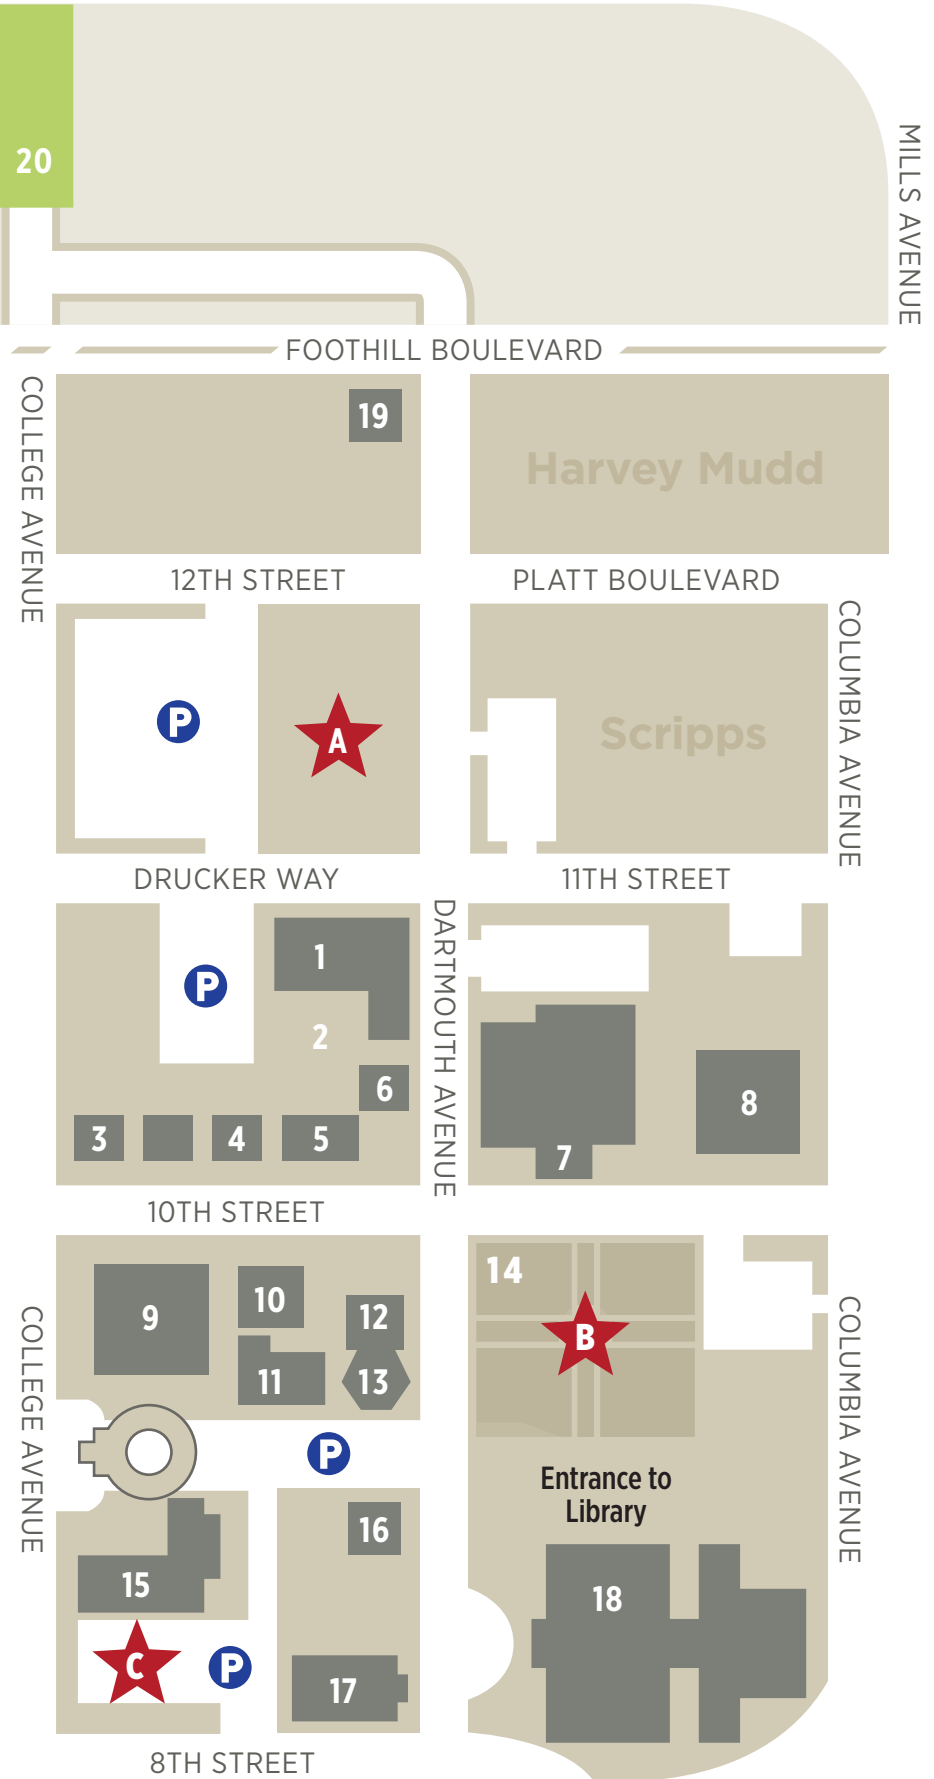 20
MILLS AVENUE
FOOTHILL BOULEVARD
COLLEGE AVENUE
19
Harvey Mudd
12TH STREET
PLATT BOULEVARD
COLUMBIA AVENUE
P
A
Scripps
DRUCKER WAY
11TH STREET
DARTMOUTH AVENUE
1
P
2
6
3
4
5
7
8
10TH STREET
9
10
11
12
13
14
B
COLLEGE AVENUE
COLUMBIA AVENUE
P
Entrance to
Library
16
15
18
C
P
17
8TH STREET